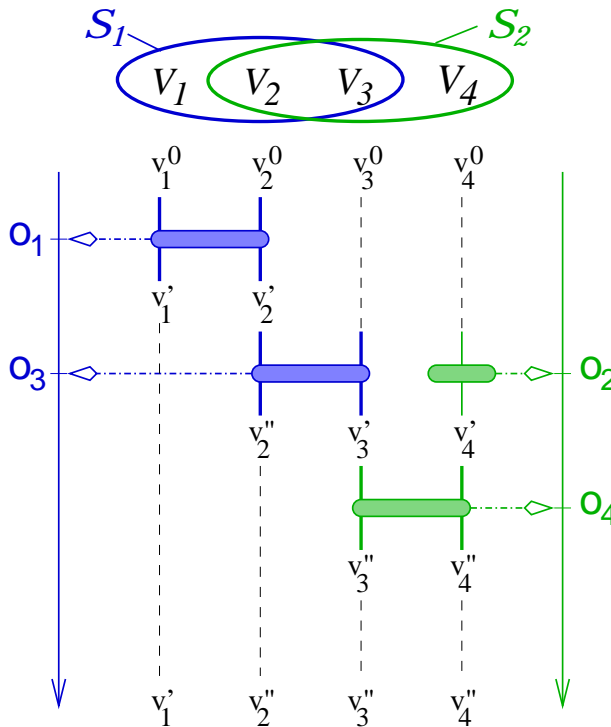 S1 S2
V1 V2 V3 V4
v1^0 v2^0 v3^0 v4^0
O1
v1' v2'
O3 O2
v2'' v3' v4'
O4
v3'' v4''
v1' v2'' v3'' v4''